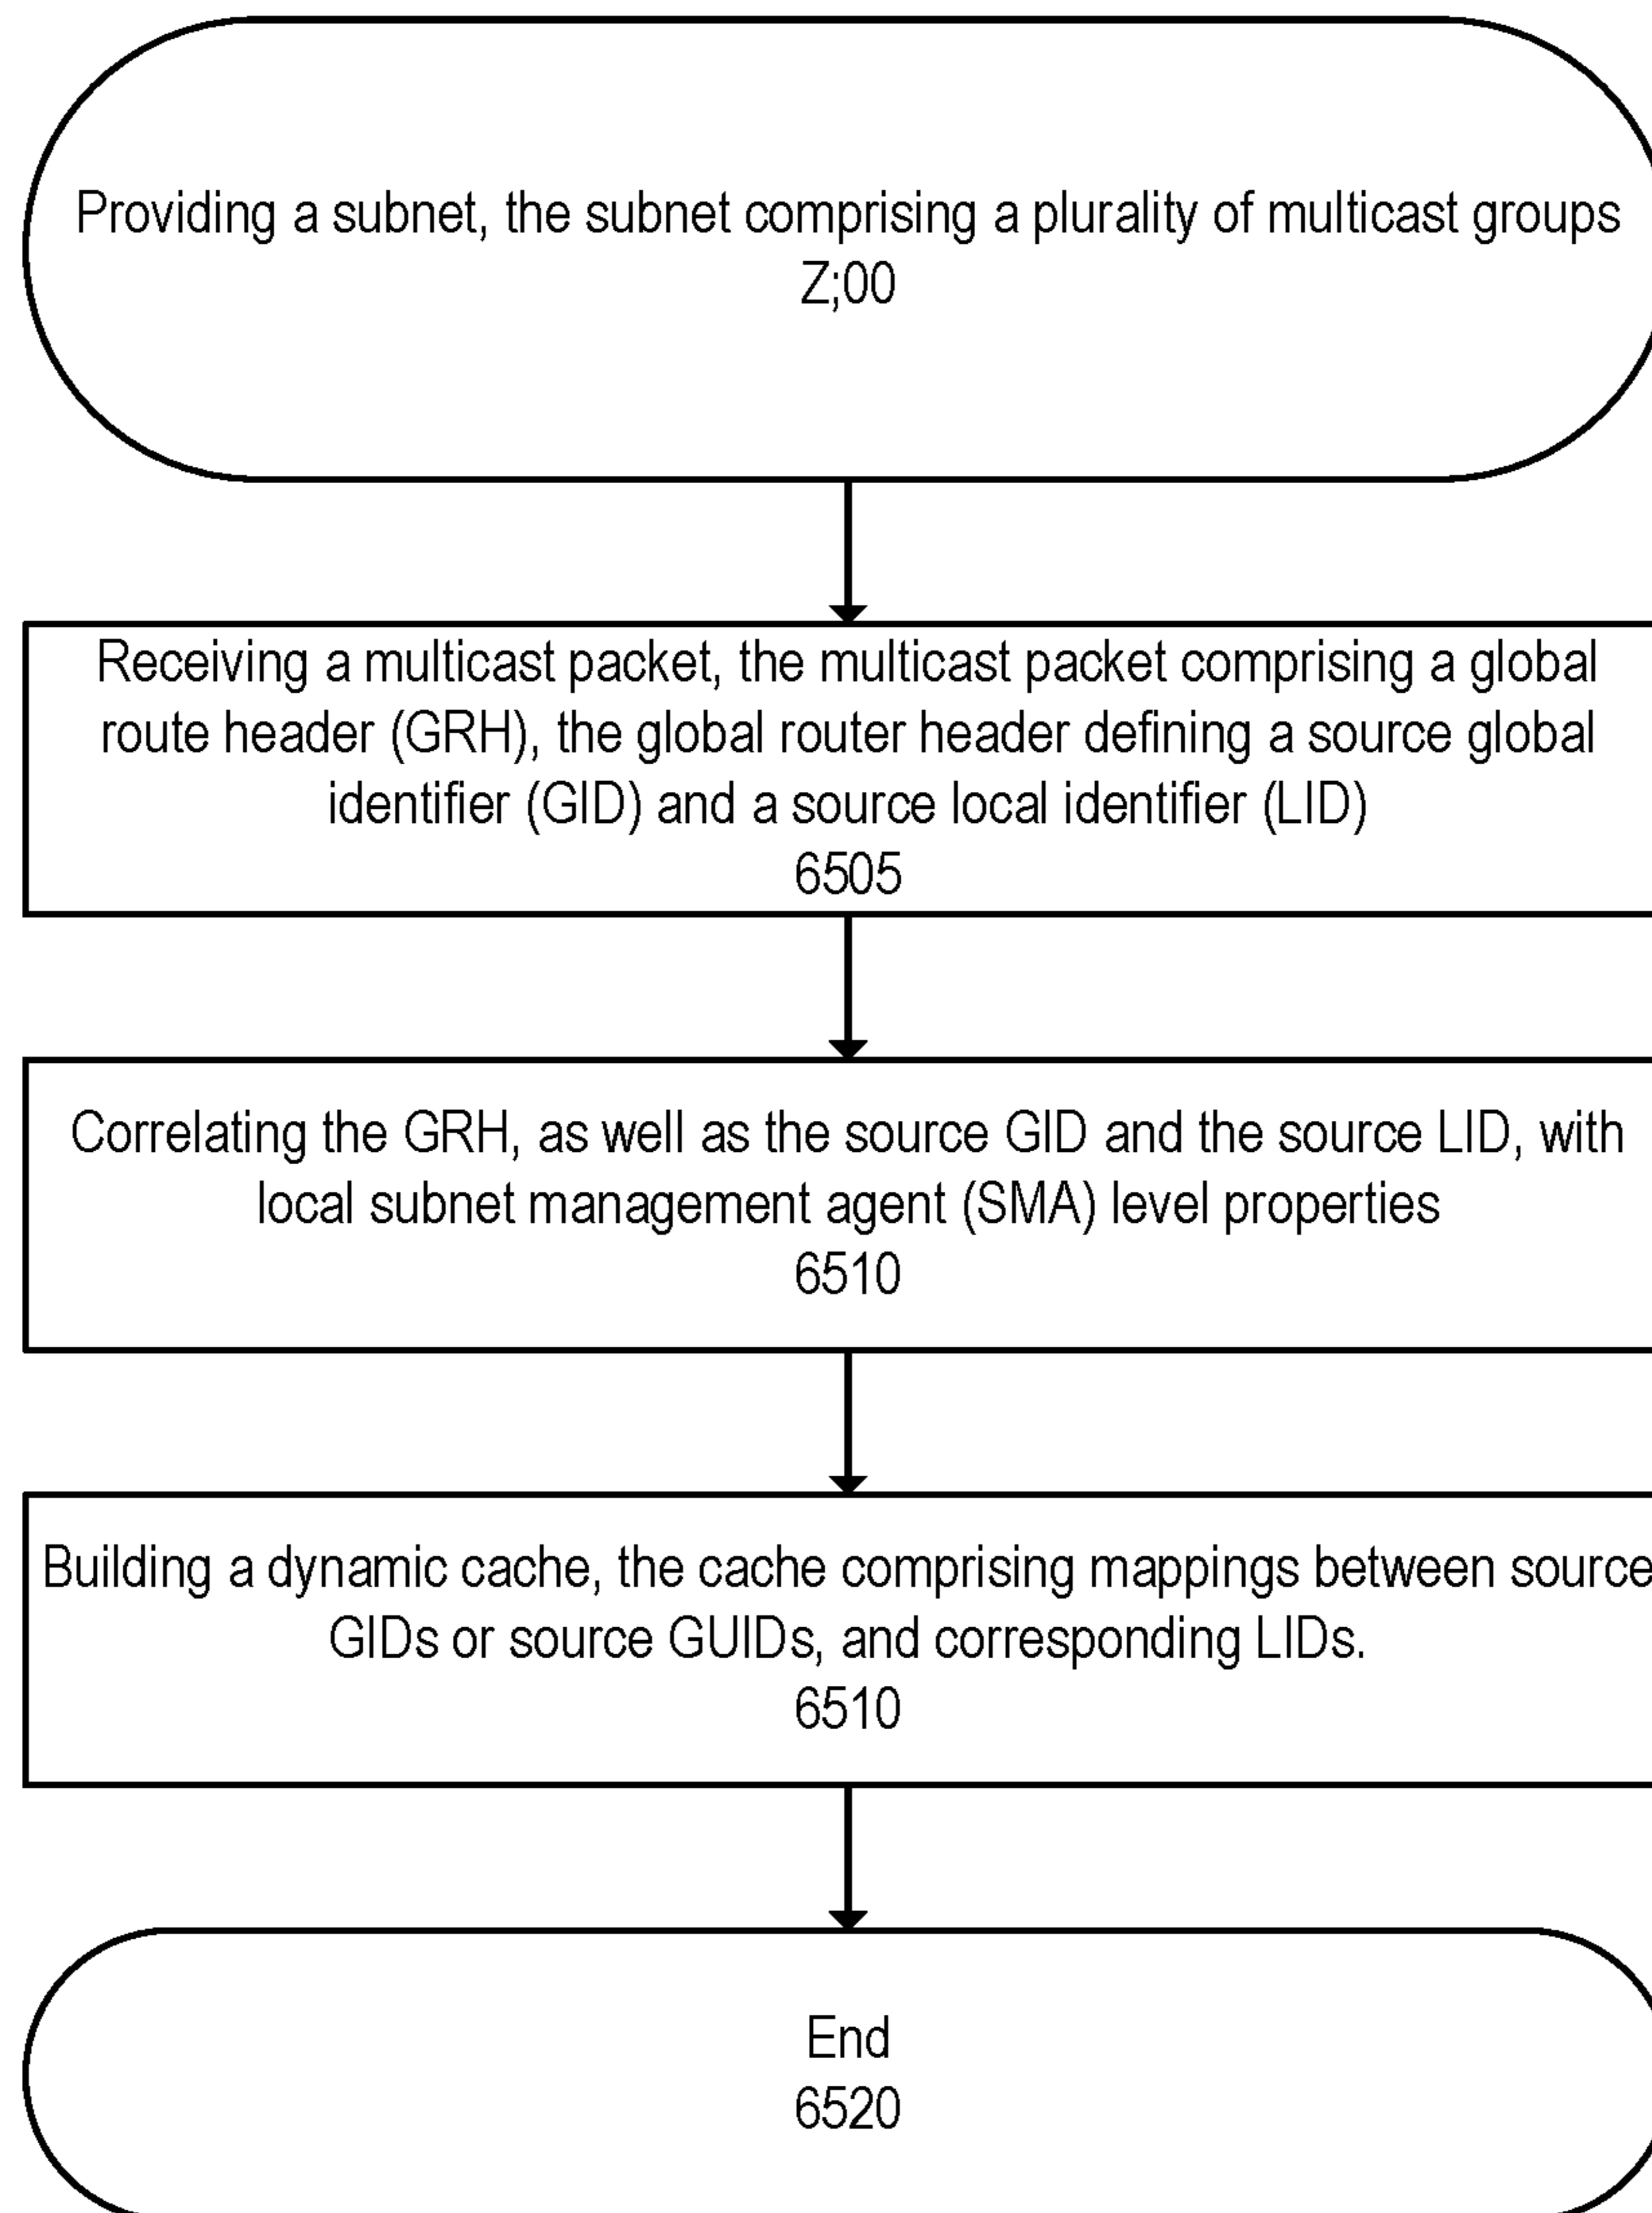 Providing a subnet, the subnet comprising a plurality of multicast groups
Z;00
Receiving a multicast packet, the multicast packet comprising a global
route header (GRH), the global router header defining a source global
identifier (GID) and a source local identifier (LID)
6505
Correlating the GRH, as well as the source GID and the source LID, with
local subnet management agent (SMA) level properties
6510
Building a dynamic cache, the cache comprising mappings between source
GIDs or source GUIDs, and corresponding LIDs.
6510
End
6520